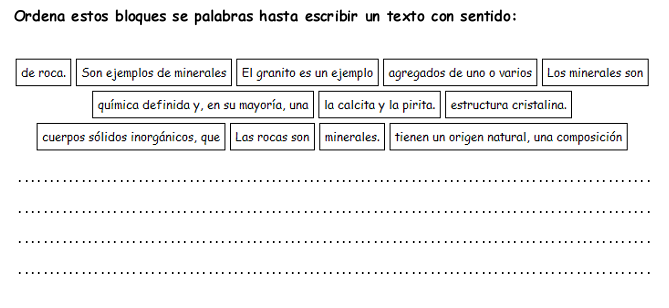 Ordena estos bloques se palabras hasta escribir un texto con sentido:
de roca. Son ejemplos de minerales El granito es un ejemplo agregados de uno o varios Los minerales son
química definida y, en su mayoría, una la calcita y la pirita. estructura cristalina.
cuerpos sólidos inorgánicos, que Las rocas son minerales. tienen un origen natural, una composición